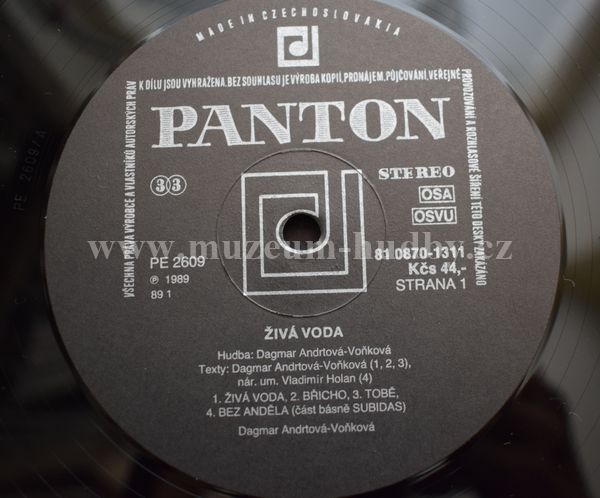 MADE IN CZECHOSLOVAKIA
VŠECHNA PRÁVA VÝROBCE A VLASTNÍKŮ AUTORSKÝCH PRÁV K DÍLU JSOU VYHRAŽENA. BEZ SOUHLASU JE VÝROBA KOPIÍ, PRONÁJEM, PŮJČOVÁNÍ, VEŘEJNÉ PROVOZOVÁNÍ A ROZHLASOVÉ ŠÍŘENÍ TÉTO DESKY ZAKÁZÁNO
PANTON
33
STEREO
OSA
OSVU
www.muzeum-hudby.cz
PE 2609
℗ 1989
89 1
81 0870-1311
Kčs 44,-
STRANA 1
ŽIVÁ VODA
Hudba: Dagmar Andrtová-Voňková
Texty: Dagmar Andrtová-Voňková (1, 2, 3),
nár. um. Vladimír Holan (4)
1. ŽIVÁ VODA, 2. BŘICHO, 3. TOBĚ,
4. BEZ ANDĚLA (část básně SUBIDAS)
Dagmar Andrtová-Voňková
PE 2609/A